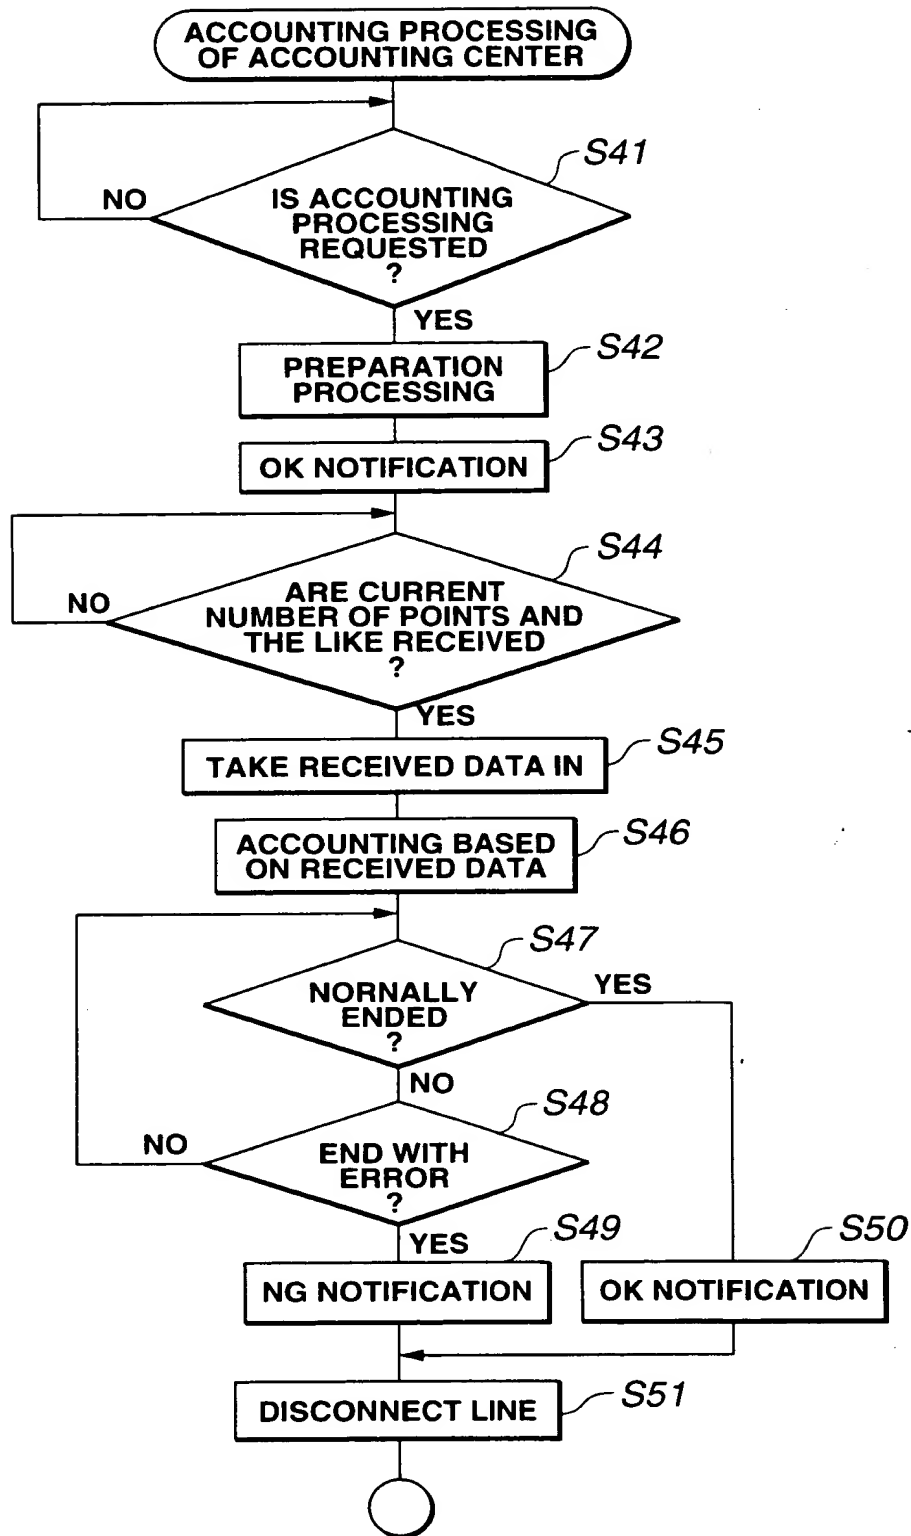 ACCOUNTING PROCESSING
OF ACCOUNTING CENTER
S41
NO
IS ACCOUNTING
PROCESSING
REQUESTED
?
YES
S42
PREPARATION
PROCESSING
S43
OK NOTIFICATION
S44
NO
ARE CURRENT
NUMBER OF POINTS AND
THE LIKE RECEIVED
?
YES
S45
TAKE RECEIVED DATA IN
S46
ACCOUNTING BASED
ON RECEIVED DATA
S47
YES
NORNALLY
ENDED
?
NO
S48
NO
END WITH
ERROR
?
YES
S49
S50
NG NOTIFICATION
OK NOTIFICATION
S51
DISCONNECT LINE